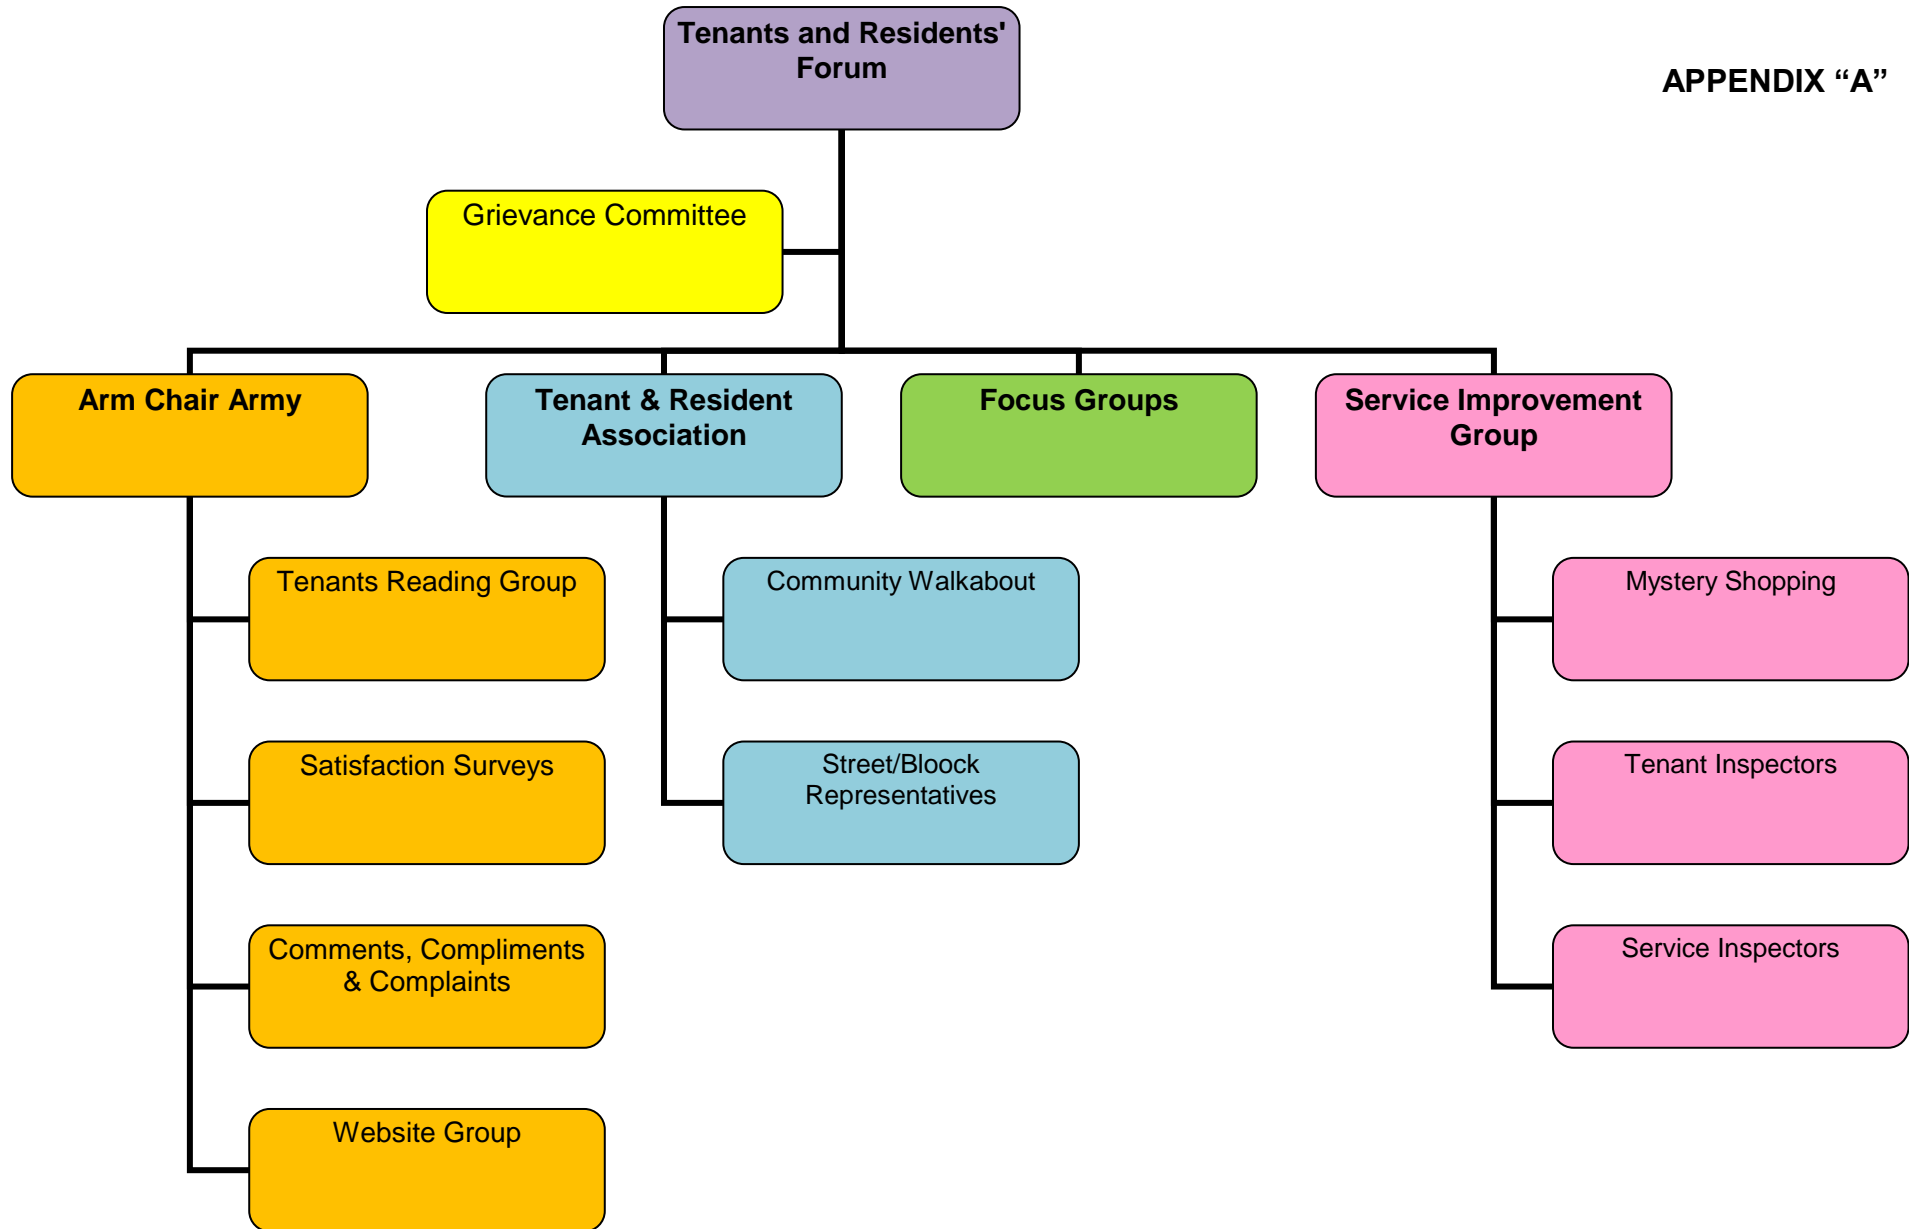 Tenants and Residents'
Forum
APPENDIX “A”
Grievance Committee
Arm Chair Army
Tenant & Resident
Association
Focus Groups
Service Improvement
Group
Tenants Reading Group
Community Walkabout
Mystery Shopping
Satisfaction Surveys
Street/Bloock
Representatives
Tenant Inspectors
Comments, Compliments
& Complaints
Service Inspectors
Website Group